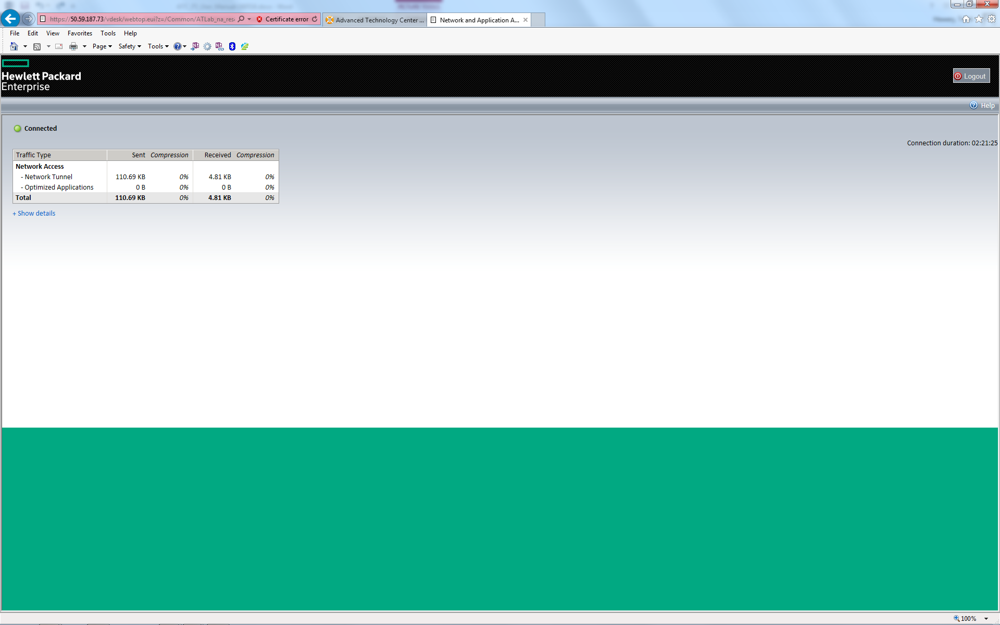 https://50.59.187.73/vdesk/webtop.eui?z=/Common/ATLab_na_res Certificate error Advanced Technology Center ... Network and Application A...
File Edit View Favorites Tools Help
Page Safety Tools
Hewlett Packard
Enterprise
Logout
Help
Connected
Connection duration: 02:21:25
Traffic Type Sent Compression Received Compression
Network Access
- Network Tunnel 110.69 KB 0% 4.81 KB 0%
- Optimized Applications 0 B 0% 0 B 0%
Total 110.69 KB 0% 4.81 KB 0%
+ Show details
100%